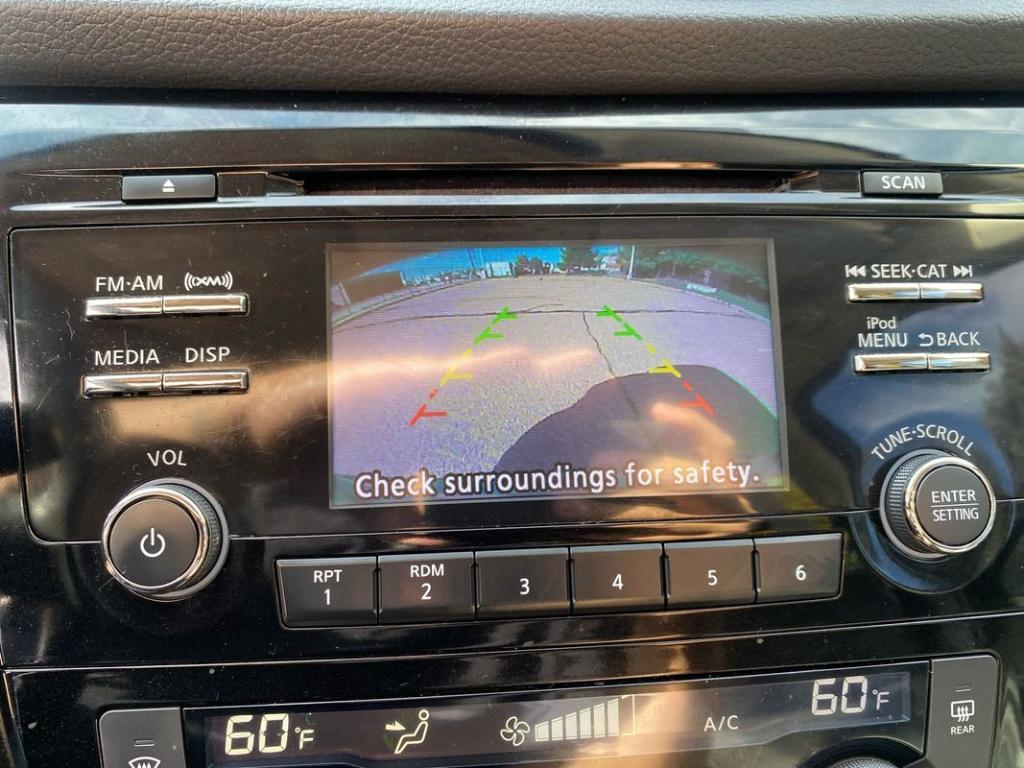 SCAN
FM·AM ((XM))
SEEK·CAT
iPod
MEDIA DISP
MENU BACK
VOL
TUNE·SCROLL
Check surroundings for safety.
ENTER
SETTING
RPT
1
RDM
2
3
4
5
6
60°F
A/C
60°F
REAR